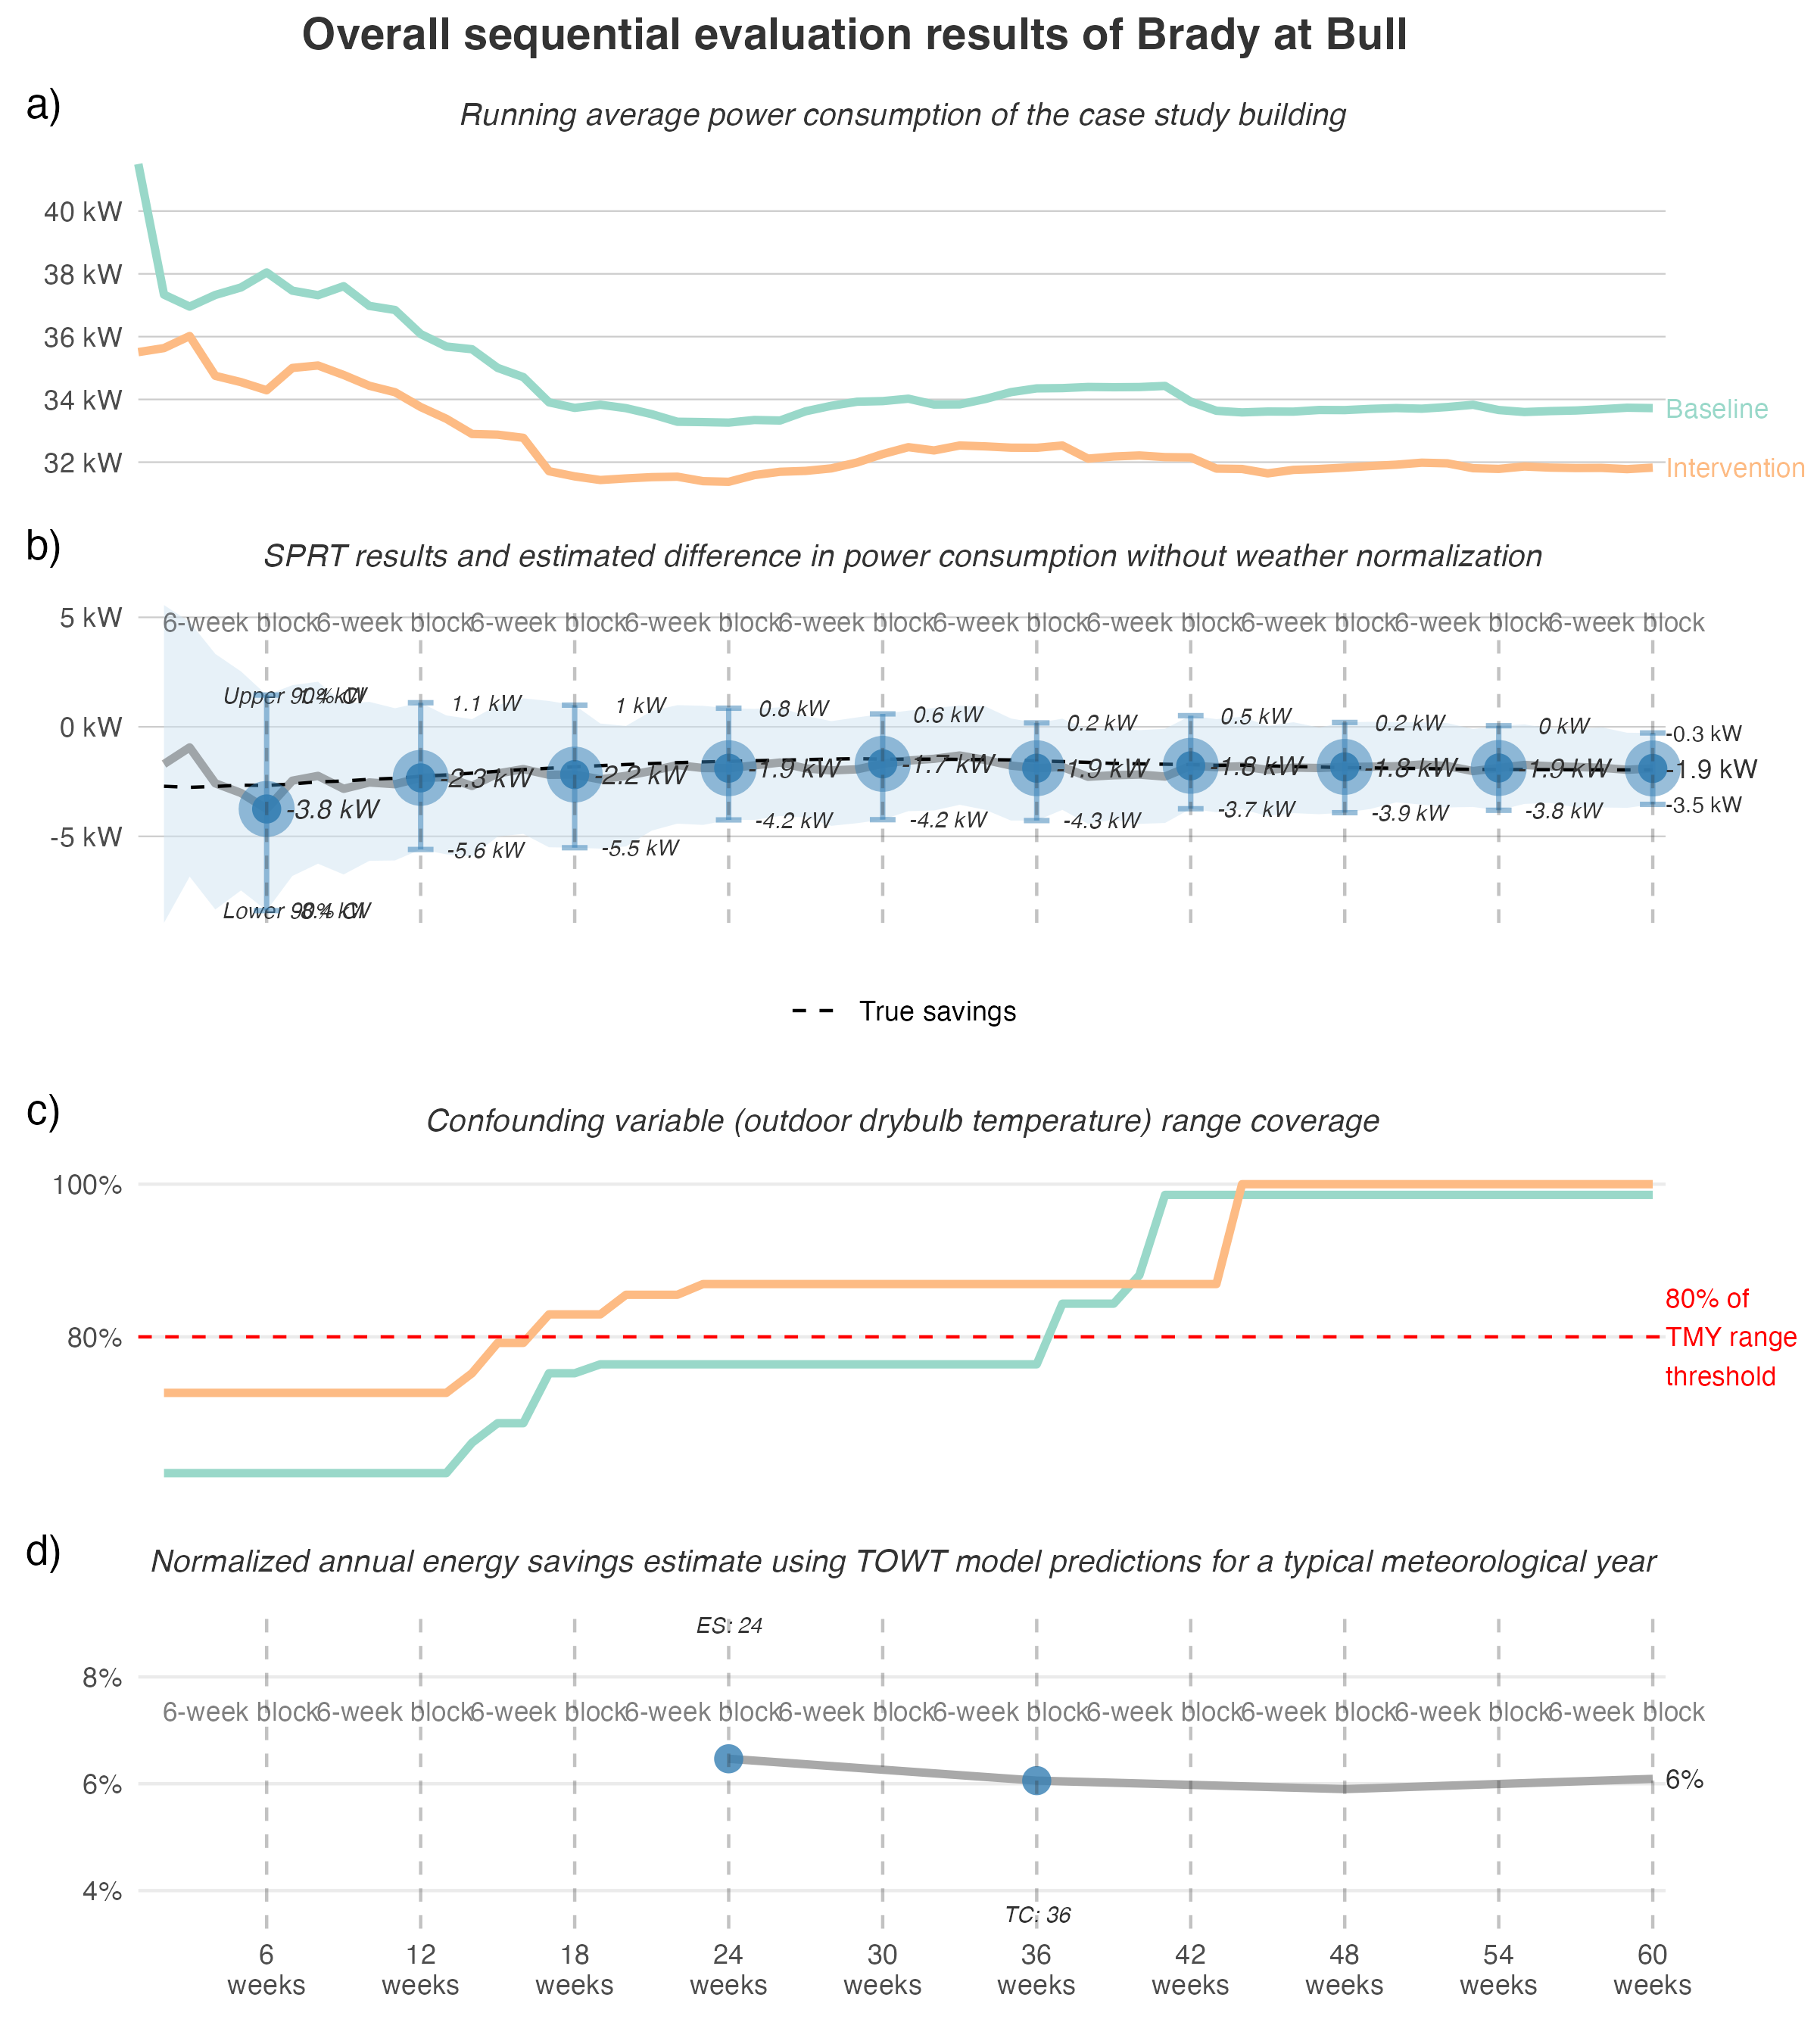 Overall sequential evaluation results of Brady at Bull
a)
Running average power consumption of the case study building
40 kW
38 kW
36 kW
34 kW
32 kW
Baseline
Intervention
b)
SPRT results and estimated difference in power consumption without weather normalization
5 kW
0 kW
-5 kW
6-week block 6-week block 6-week block 6-week block 6-week block 6-week block 6-week block 6-week block 6-week block 6-week block
Upper 90% CI 1.4 kW 1.1 kW 1 kW 0.8 kW 0.6 kW 0.2 kW 0.5 kW 0.2 kW 0 kW -0.3 kW
-3.8 kW -2.3 kW -2.2 kW -1.9 kW -1.7 kW -1.9 kW -1.8 kW -1.8 kW -1.9 kW -1.9 kW
Lower 90% CI -8.4 kW -5.6 kW -5.5 kW -4.2 kW -4.2 kW -4.3 kW -3.7 kW -3.9 kW -3.8 kW -3.5 kW
True savings
c)
Confounding variable (outdoor drybulb temperature) range coverage
100%
80%
80% of
TMY range
threshold
d)
Normalized annual energy savings estimate using TOWT model predictions for a typical meteorological year
ES: 24
8%
6-week block 6-week block 6-week block 6-week block 6-week block 6-week block 6-week block 6-week block 6-week block 6-week block
6%
6%
4%
TC: 36
6 12 18 24 30 36 42 48 54 60
weeks weeks weeks weeks weeks weeks weeks weeks weeks weeks